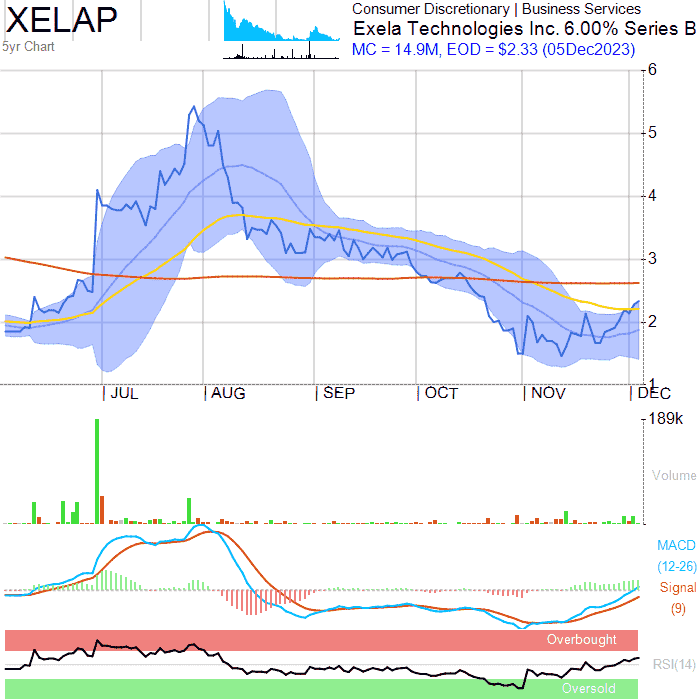 XELAP
5yr Chart
Consumer Discretionary | Business Services
Exela Technologies Inc. 6.00% Series B
MC = 14.9M, EOD = $2.33 (05Dec2023)
6
5
4
3
2
1
JUL
AUG
SEP
OCT
NOV
DEC
189k
Volume
MACD
(12-26)
Signal
(9)
Overbought
RSI(14)
Oversold